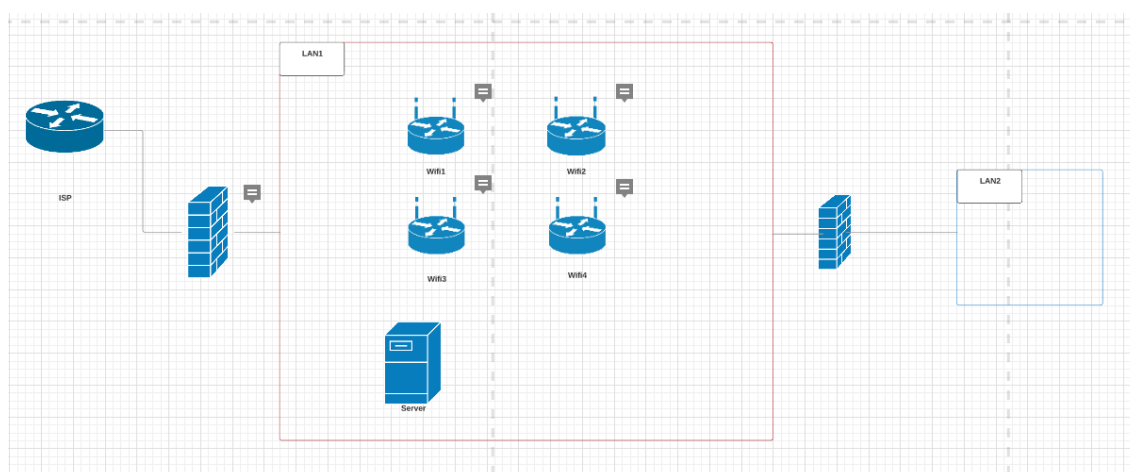 LAN1
Wifi1
Wifi2
ISP
LAN2
Wifi3
Wifi4
Server